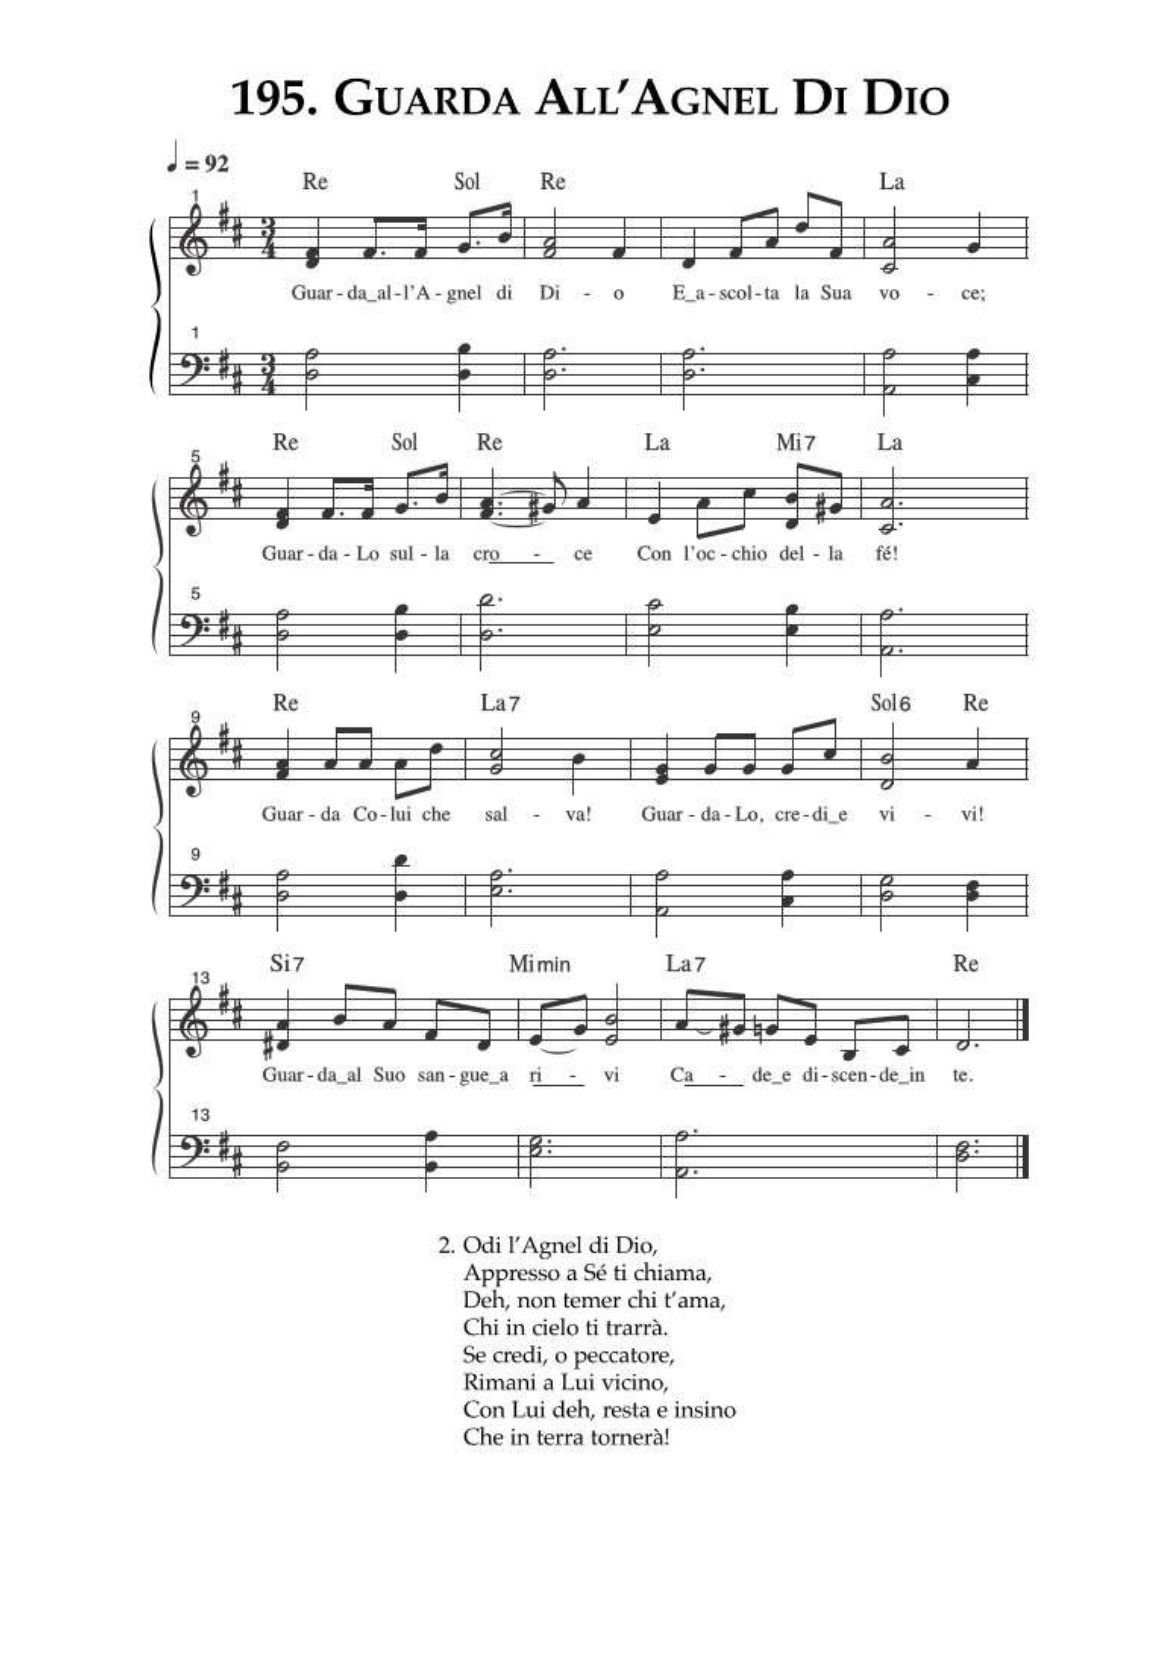 195. GUARDA ALL'AGNEL DI DIO
♩ = 92
Re Sol Re La
1
3 4
Guar - da_al - l'A - gnel di Di - o E_a - scol - ta la Sua vo - ce;
1
3 4
Re Sol Re La Mi7 La
5
Guar - da - Lo sul - la cro - ce Con l'oc - chio del - la fé!
5
Re La7 Sol6 Re
9
Guar - da Co - lui che sal - va! Guar - da - Lo, cre - di_e vi - vi!
9
Si7 Mimin La7 Re
13
Guar - da_al Suo san - gue_a ri - vi Ca - de_e di - scen - de_in te.
13
2. Odi l'Agnel di Dio,
Appresso a Sé ti chiama,
Deh, non temer chi t'ama,
Chi in cielo ti trarrà.
Se credi, o peccatore,
Rimani a Lui vicino,
Con Lui deh, resta e insino
Che in terra tornerà!